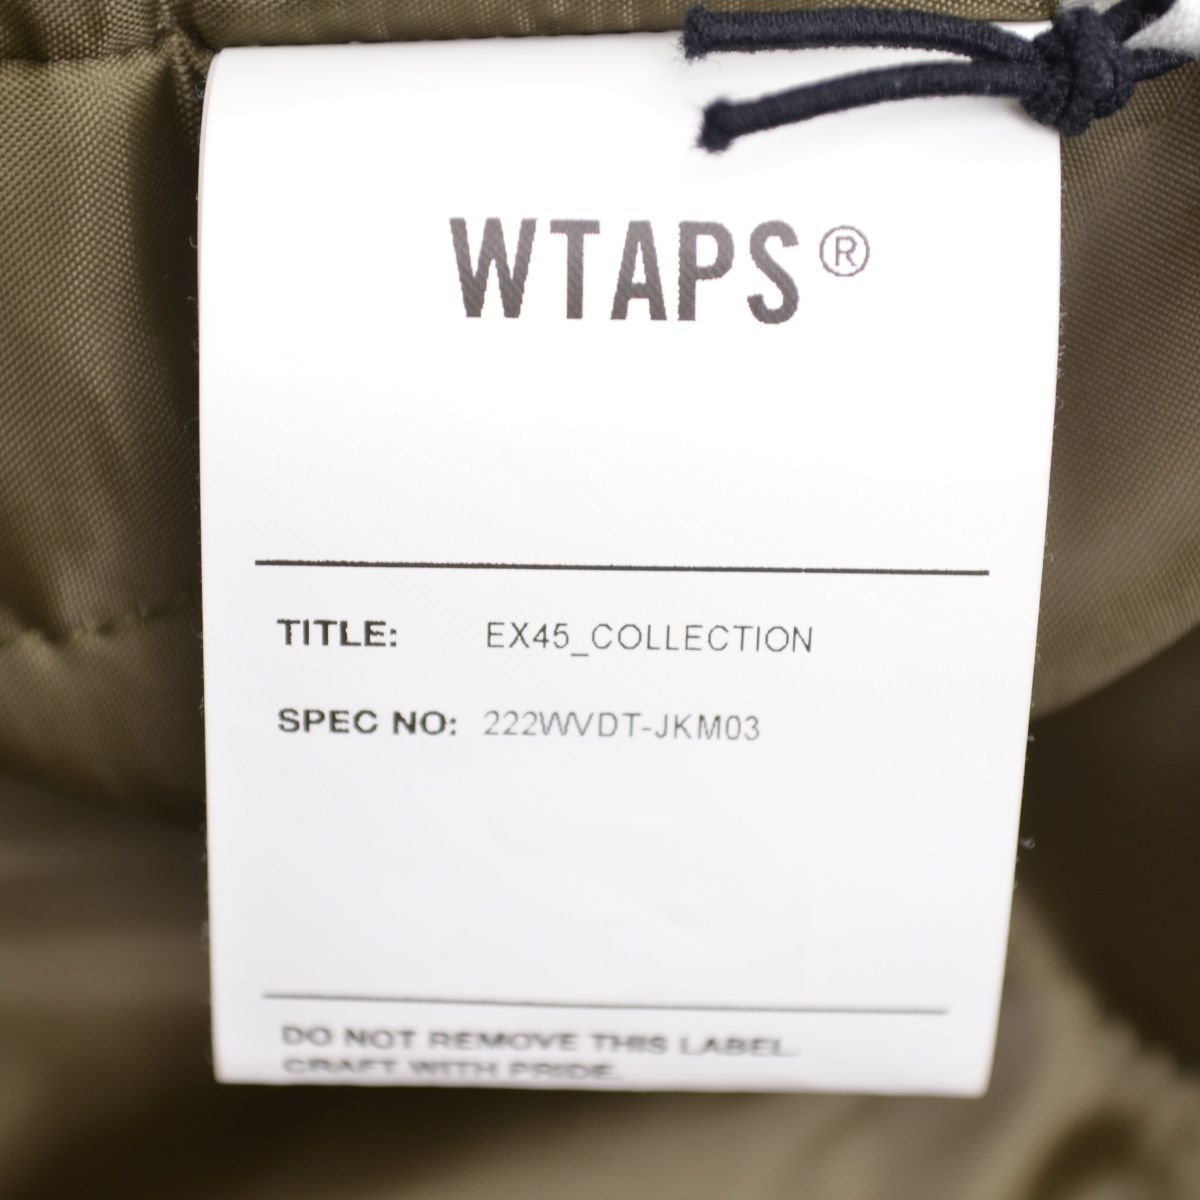 WTAPS®
TITLE: EX45_COLLECTION
SPEC NO: 222WVDT-JKM03
DO NOT REMOVE THIS LABEL.
CRAFT WITH PRIDE.